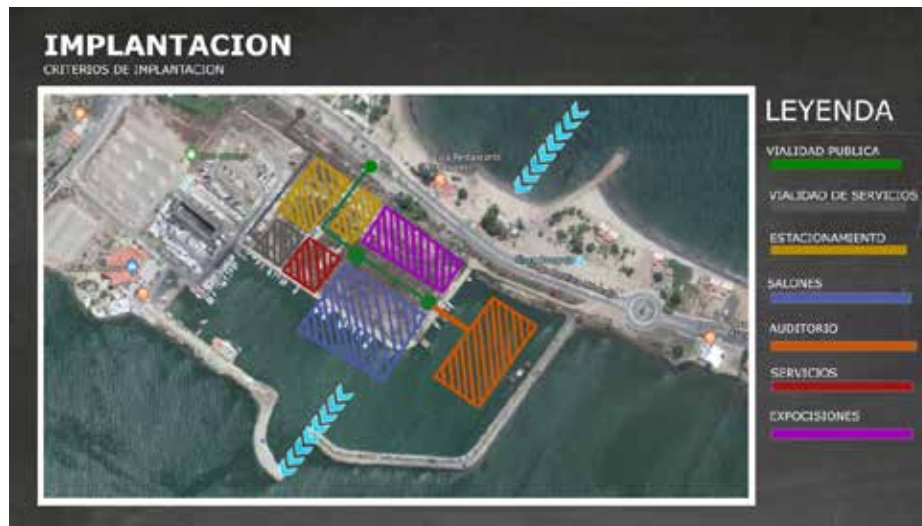 IMPLANTACION
CRITERIOS DE IMPLANTACION
LEYENDA
VIALIDAD PUBLICA
VIALIDAD DE SERVICIOS
ESTACIONAMIENTO
SALONES
AUDITORIO
SERVICIOS
EXPOCISIONES